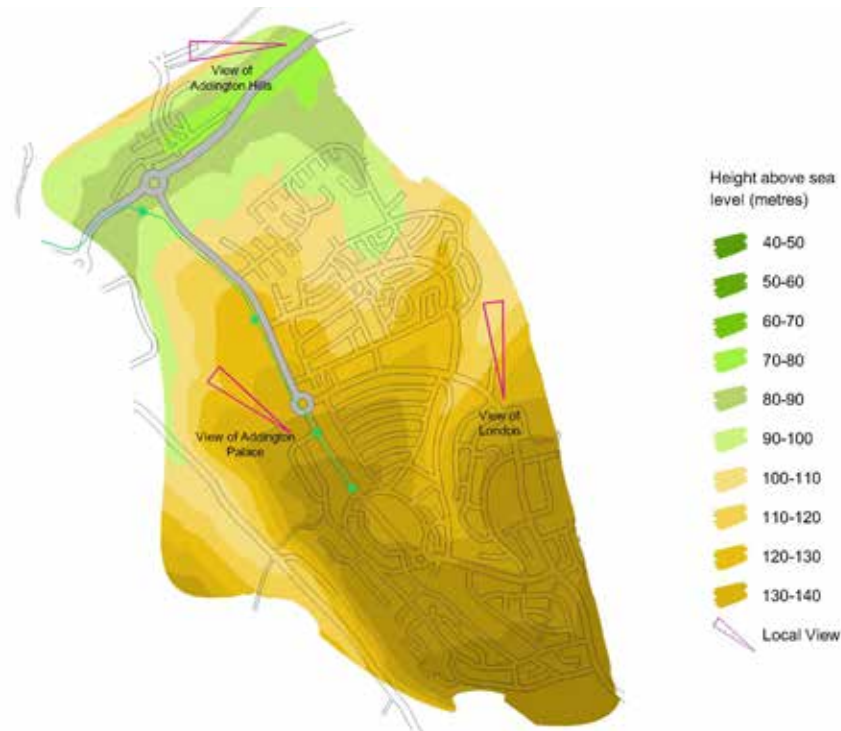 View of
Addington Hills
View of Addington
Palace
View of
London
Height above sea
level (metres)
40-50
50-60
60-70
70-80
80-90
90-100
100-110
110-120
120-130
130-140
Local View